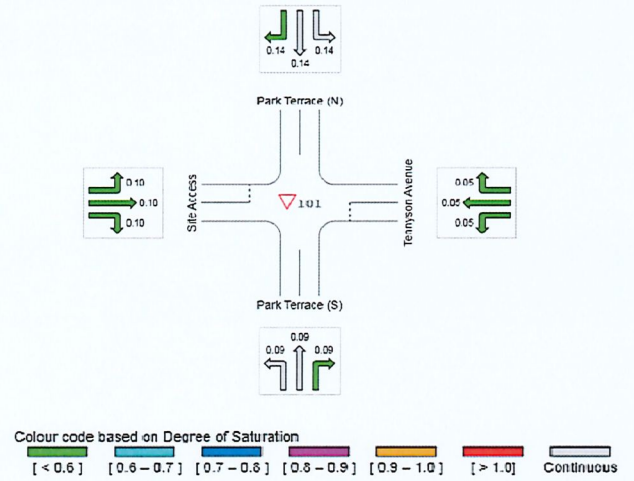 0.14 0.14
0.14
Park Terrace (N)
0.10
0.10
0.10
Site Access
101
Tennyson Avenue
0.05
0.05
0.05
Park Terrace (S)
0.09
0.09 0.09
Colour code based on Degree of Saturation
[ < 0.6 ] [ 0.6 – 0.7 ] [ 0.7 – 0.8 ] [ 0.8 – 0.9 ] [ 0.9 – 1.0 ] [ > 1.0 ] Continuous